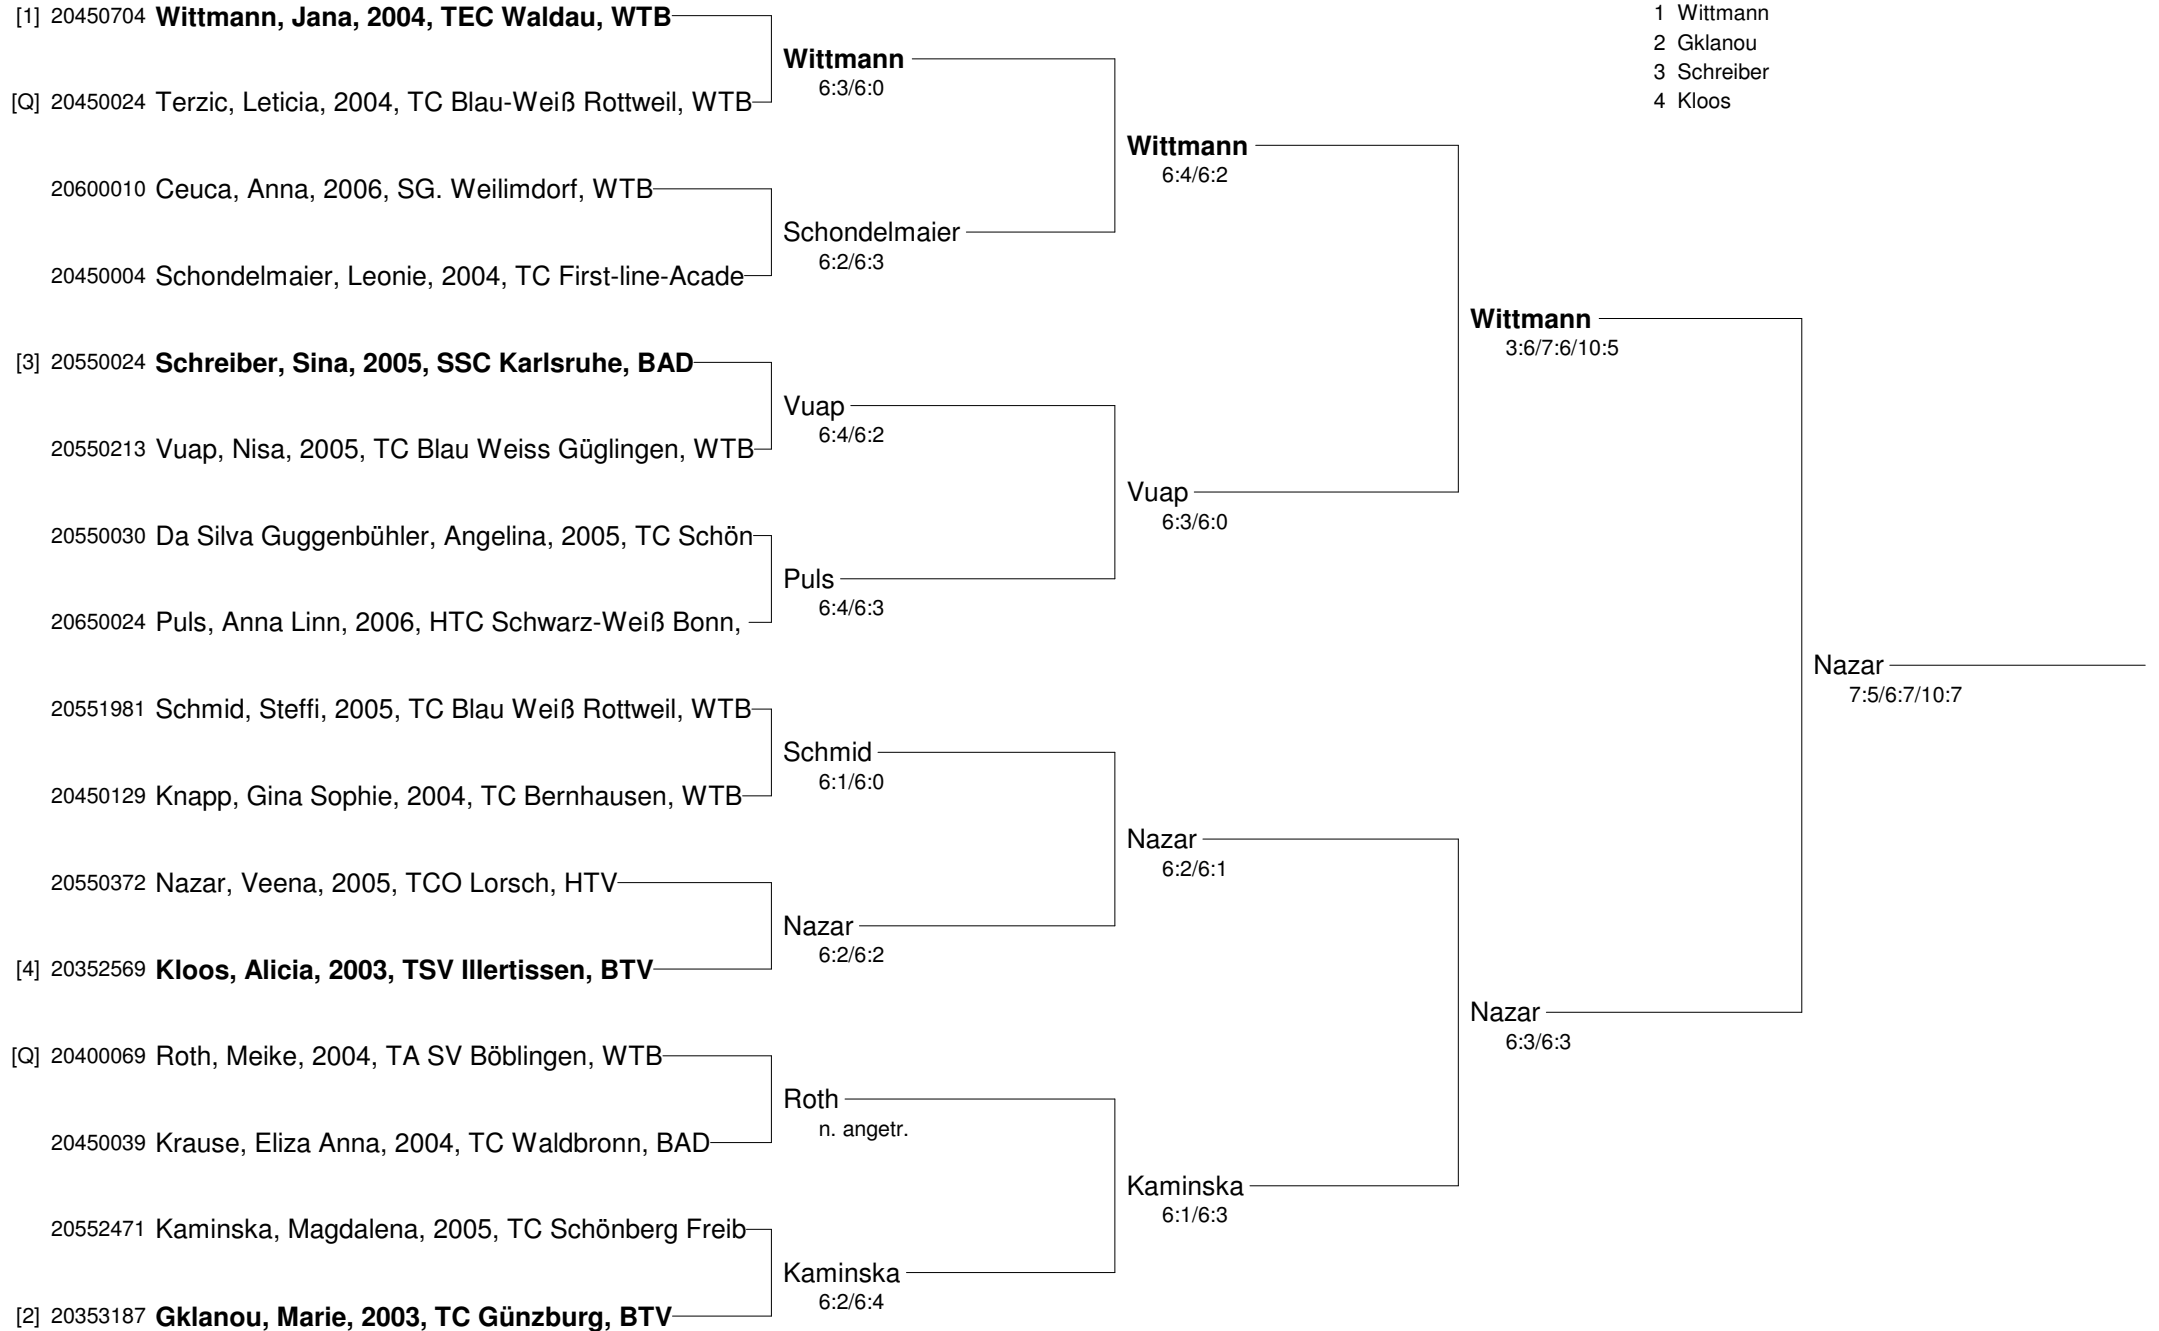 [1] 20450704 Wittmann, Jana, 2004, TEC Waldau, WTB
1 Wittmann
2 Gklanou
3 Schreiber
4 Kloos
Wittmann
6:3/6:0
[Q] 20450024 Terzic, Leticia, 2004, TC Blau-Weiß Rottweil, WTB
Wittmann
6:4/6:2
20600010 Ceuca, Anna, 2006, SG. Weilimdorf, WTB
Schondelmaier
6:2/6:3
20450004 Schondelmaier, Leonie, 2004, TC First-line-Acade
Wittmann
3:6/7:6/10:5
[3] 20550024 Schreiber, Sina, 2005, SSC Karlsruhe, BAD
Vuap
6:4/6:2
20550213 Vuap, Nisa, 2005, TC Blau Weiss Güglingen, WTB
Vuap
6:3/6:0
20550030 Da Silva Guggenbühler, Angelina, 2005, TC Schön
Puls
6:4/6:3
20650024 Puls, Anna Linn, 2006, HTC Schwarz-Weiß Bonn,
Nazar
7:5/6:7/10:7
20551981 Schmid, Steffi, 2005, TC Blau Weiß Rottweil, WTB
Schmid
6:1/6:0
20450129 Knapp, Gina Sophie, 2004, TC Bernhausen, WTB
Nazar
6:2/6:1
20550372 Nazar, Veena, 2005, TCO Lorsch, HTV
Nazar
6:2/6:2
[4] 20352569 Kloos, Alicia, 2003, TSV Illertissen, BTV
Nazar
6:3/6:3
[Q] 20400069 Roth, Meike, 2004, TA SV Böblingen, WTB
Roth
n. angetr.
20450039 Krause, Eliza Anna, 2004, TC Waldbronn, BAD
Kaminska
6:1/6:3
20552471 Kaminska, Magdalena, 2005, TC Schönberg Freib
Kaminska
6:2/6:4
[2] 20353187 Gklanou, Marie, 2003, TC Günzburg, BTV